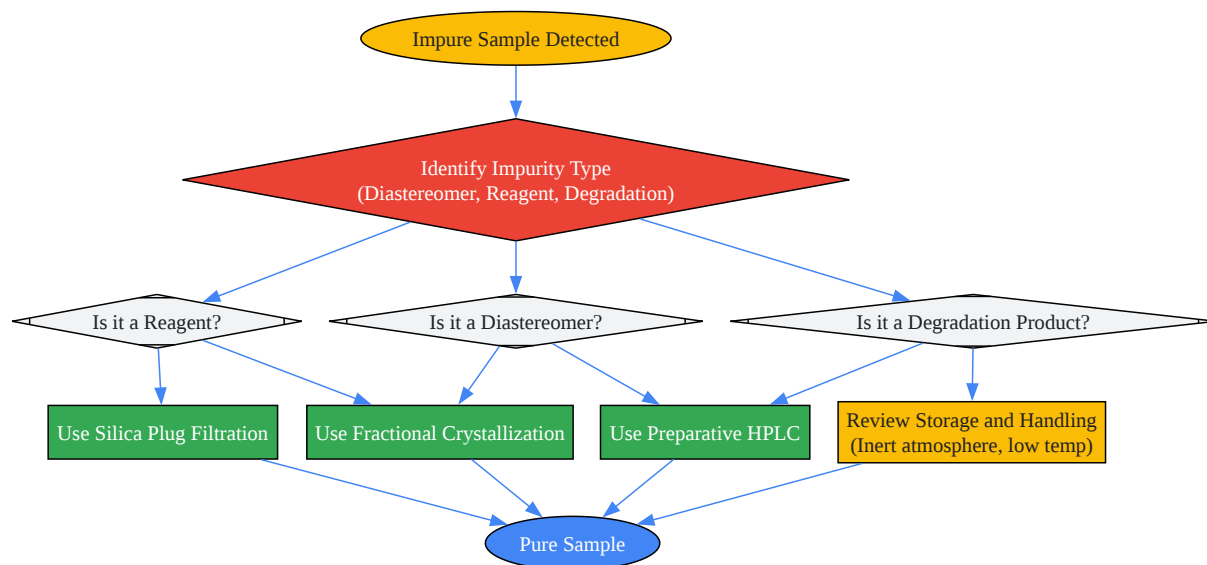 Impure Sample Detected
Identify Impurity Type
(Diastereomer, Reagent, Degradation)
Is it a Reagent?
Is it a Diastereomer?
Is it a Degradation Product?
Use Silica Plug Filtration
Use Fractional Crystallization
Use Preparative HPLC
Review Storage and Handling
(Inert atmosphere, low temp)
Pure Sample